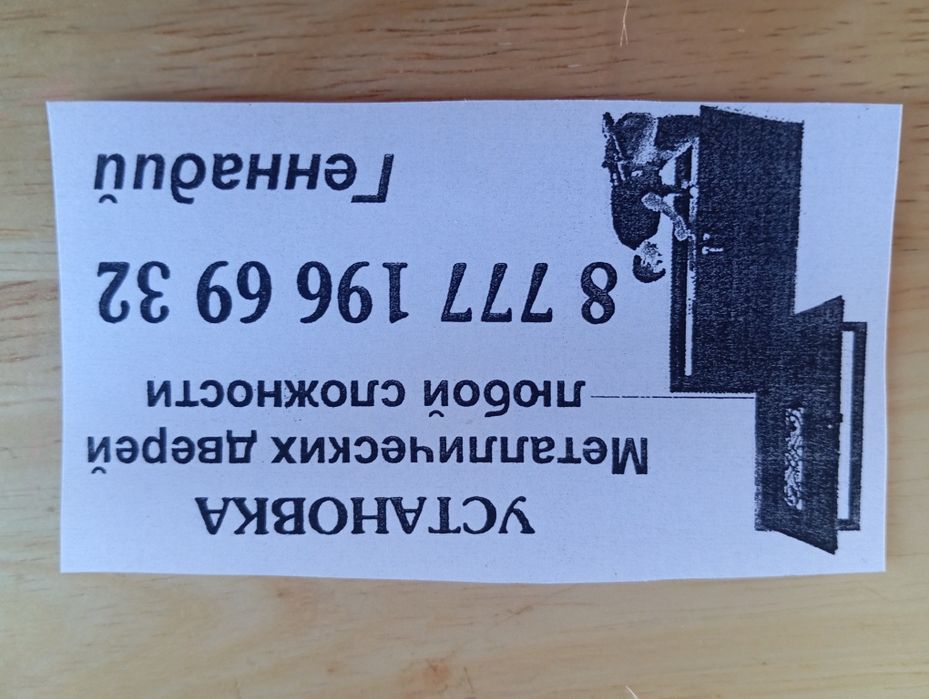 УСТАНОВКА
Металлических дверей
любой сложности
8 777 196 69 32
Геннадий